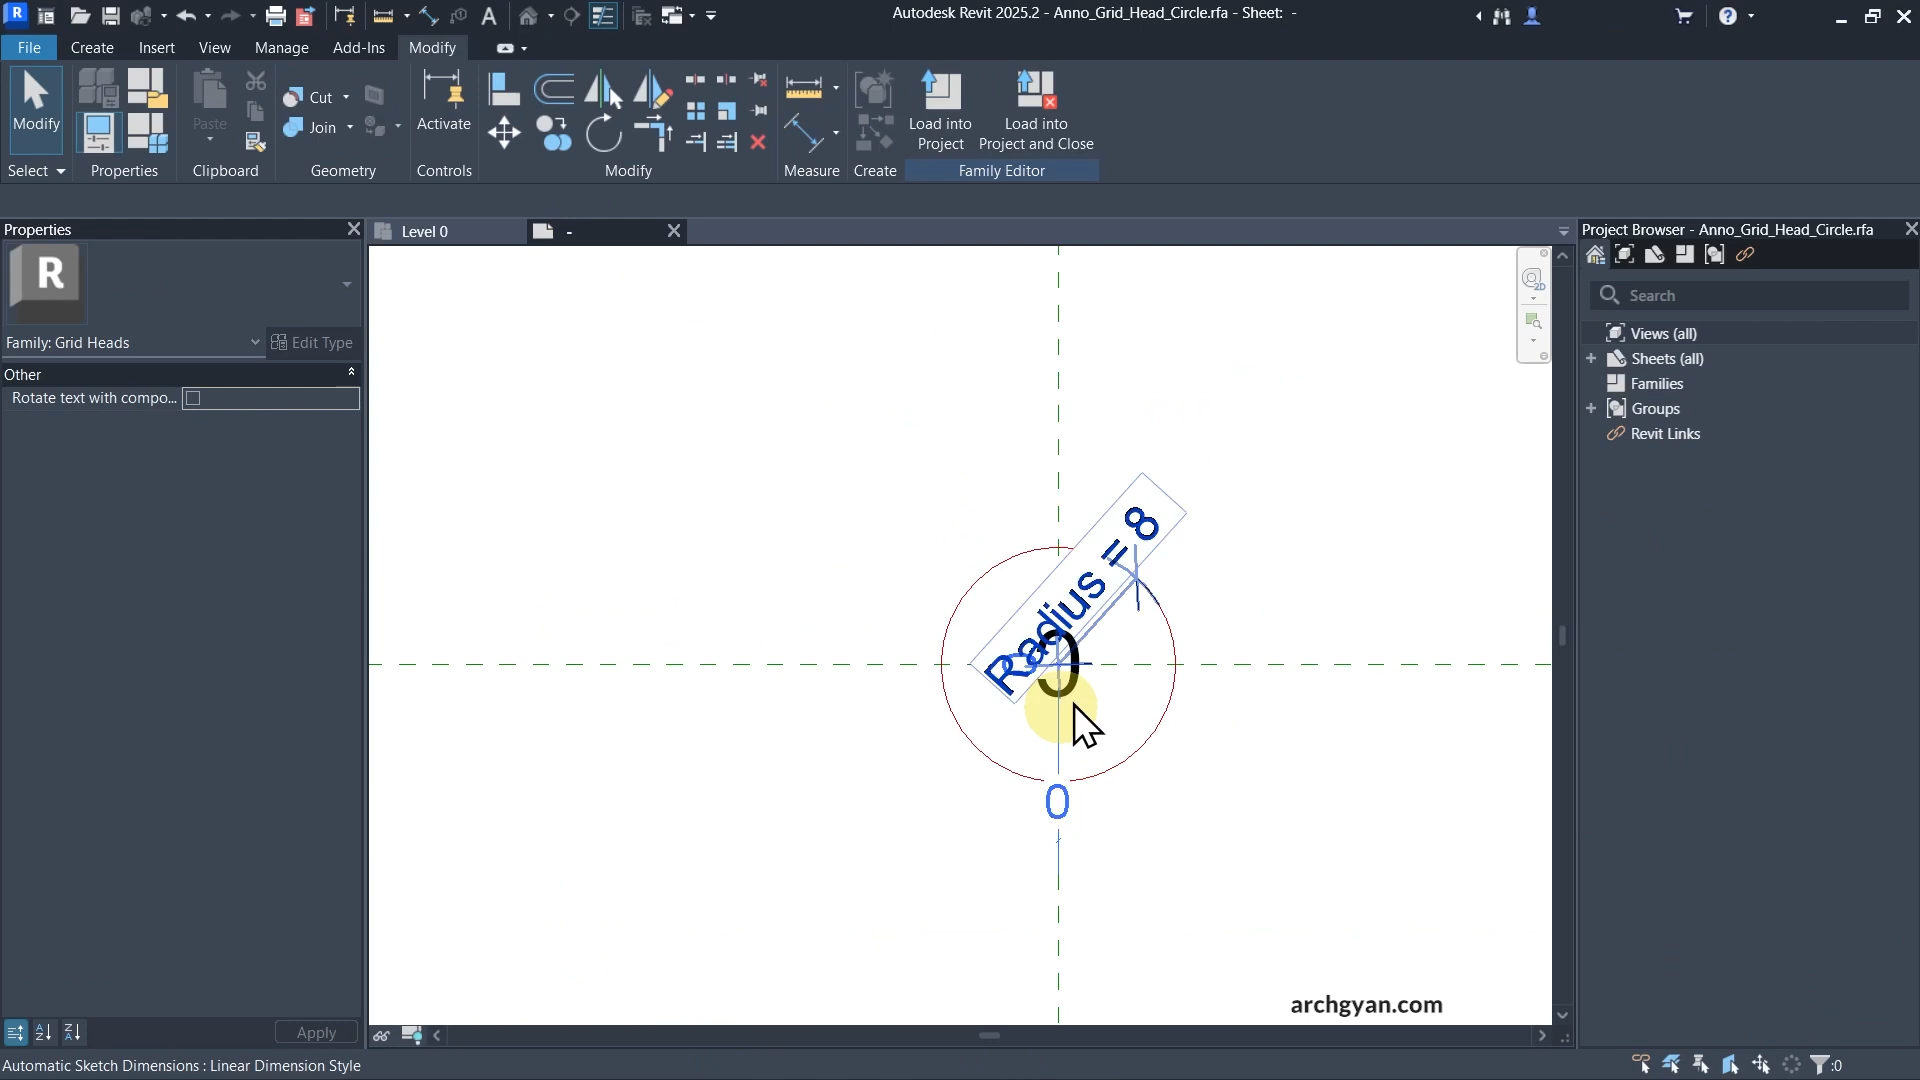 Autodesk Revit 2025.2 - Anno_Grid_Head_Circle.rfa - Sheet: -
File Create Insert View Manage Add-Ins Modify
Modify
Paste
Cut
Join
Activate
Load into Project
Load into Project and Close
Select Properties Clipboard Geometry Controls Modify Measure Create Family Editor
Properties
R
Family: Grid Heads
Edit Type
Other
Rotate text with compo...
Apply
Level 0
-
2D
Radius = 8
0
archgyan.com
Project Browser - Anno_Grid_Head_Circle.rfa
Search
Views (all)
Sheets (all)
Families
Groups
Revit Links
Automatic Sketch Dimensions : Linear Dimension Style
:0